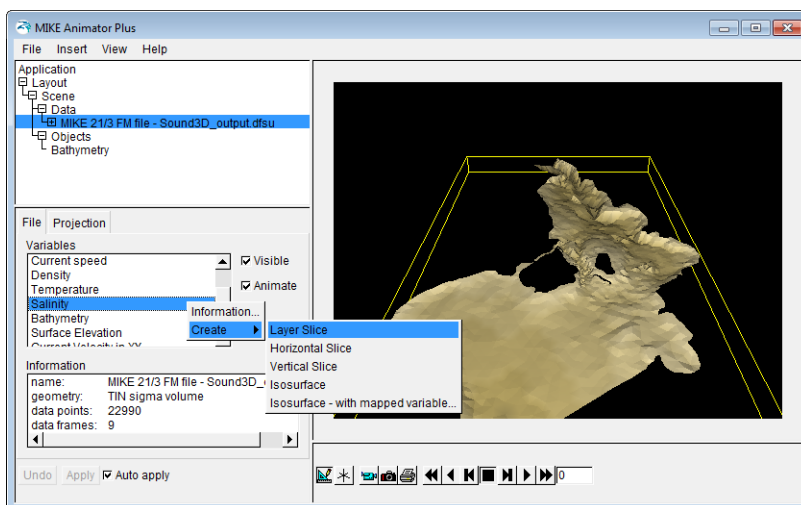 MIKE Animator Plus
File Insert View Help
Application
Layout
Scene
Data
MIKE 21/3 FM file - Sound3D_output.dfsu
Objects
Bathymetry
File Projection
Variables
Current speed
Density
Temperature
Salinity
Bathymetry
Surface Elevation
Visible
Animate
Information...
Create
Layer Slice
Horizontal Slice
Vertical Slice
Isosurface
Isosurface - with mapped variable...
Information
name: MIKE 21/3 FM file - Sound3D_
geometry: TIN sigma volume
data points: 22990
data frames: 9
Undo Apply Auto apply
0